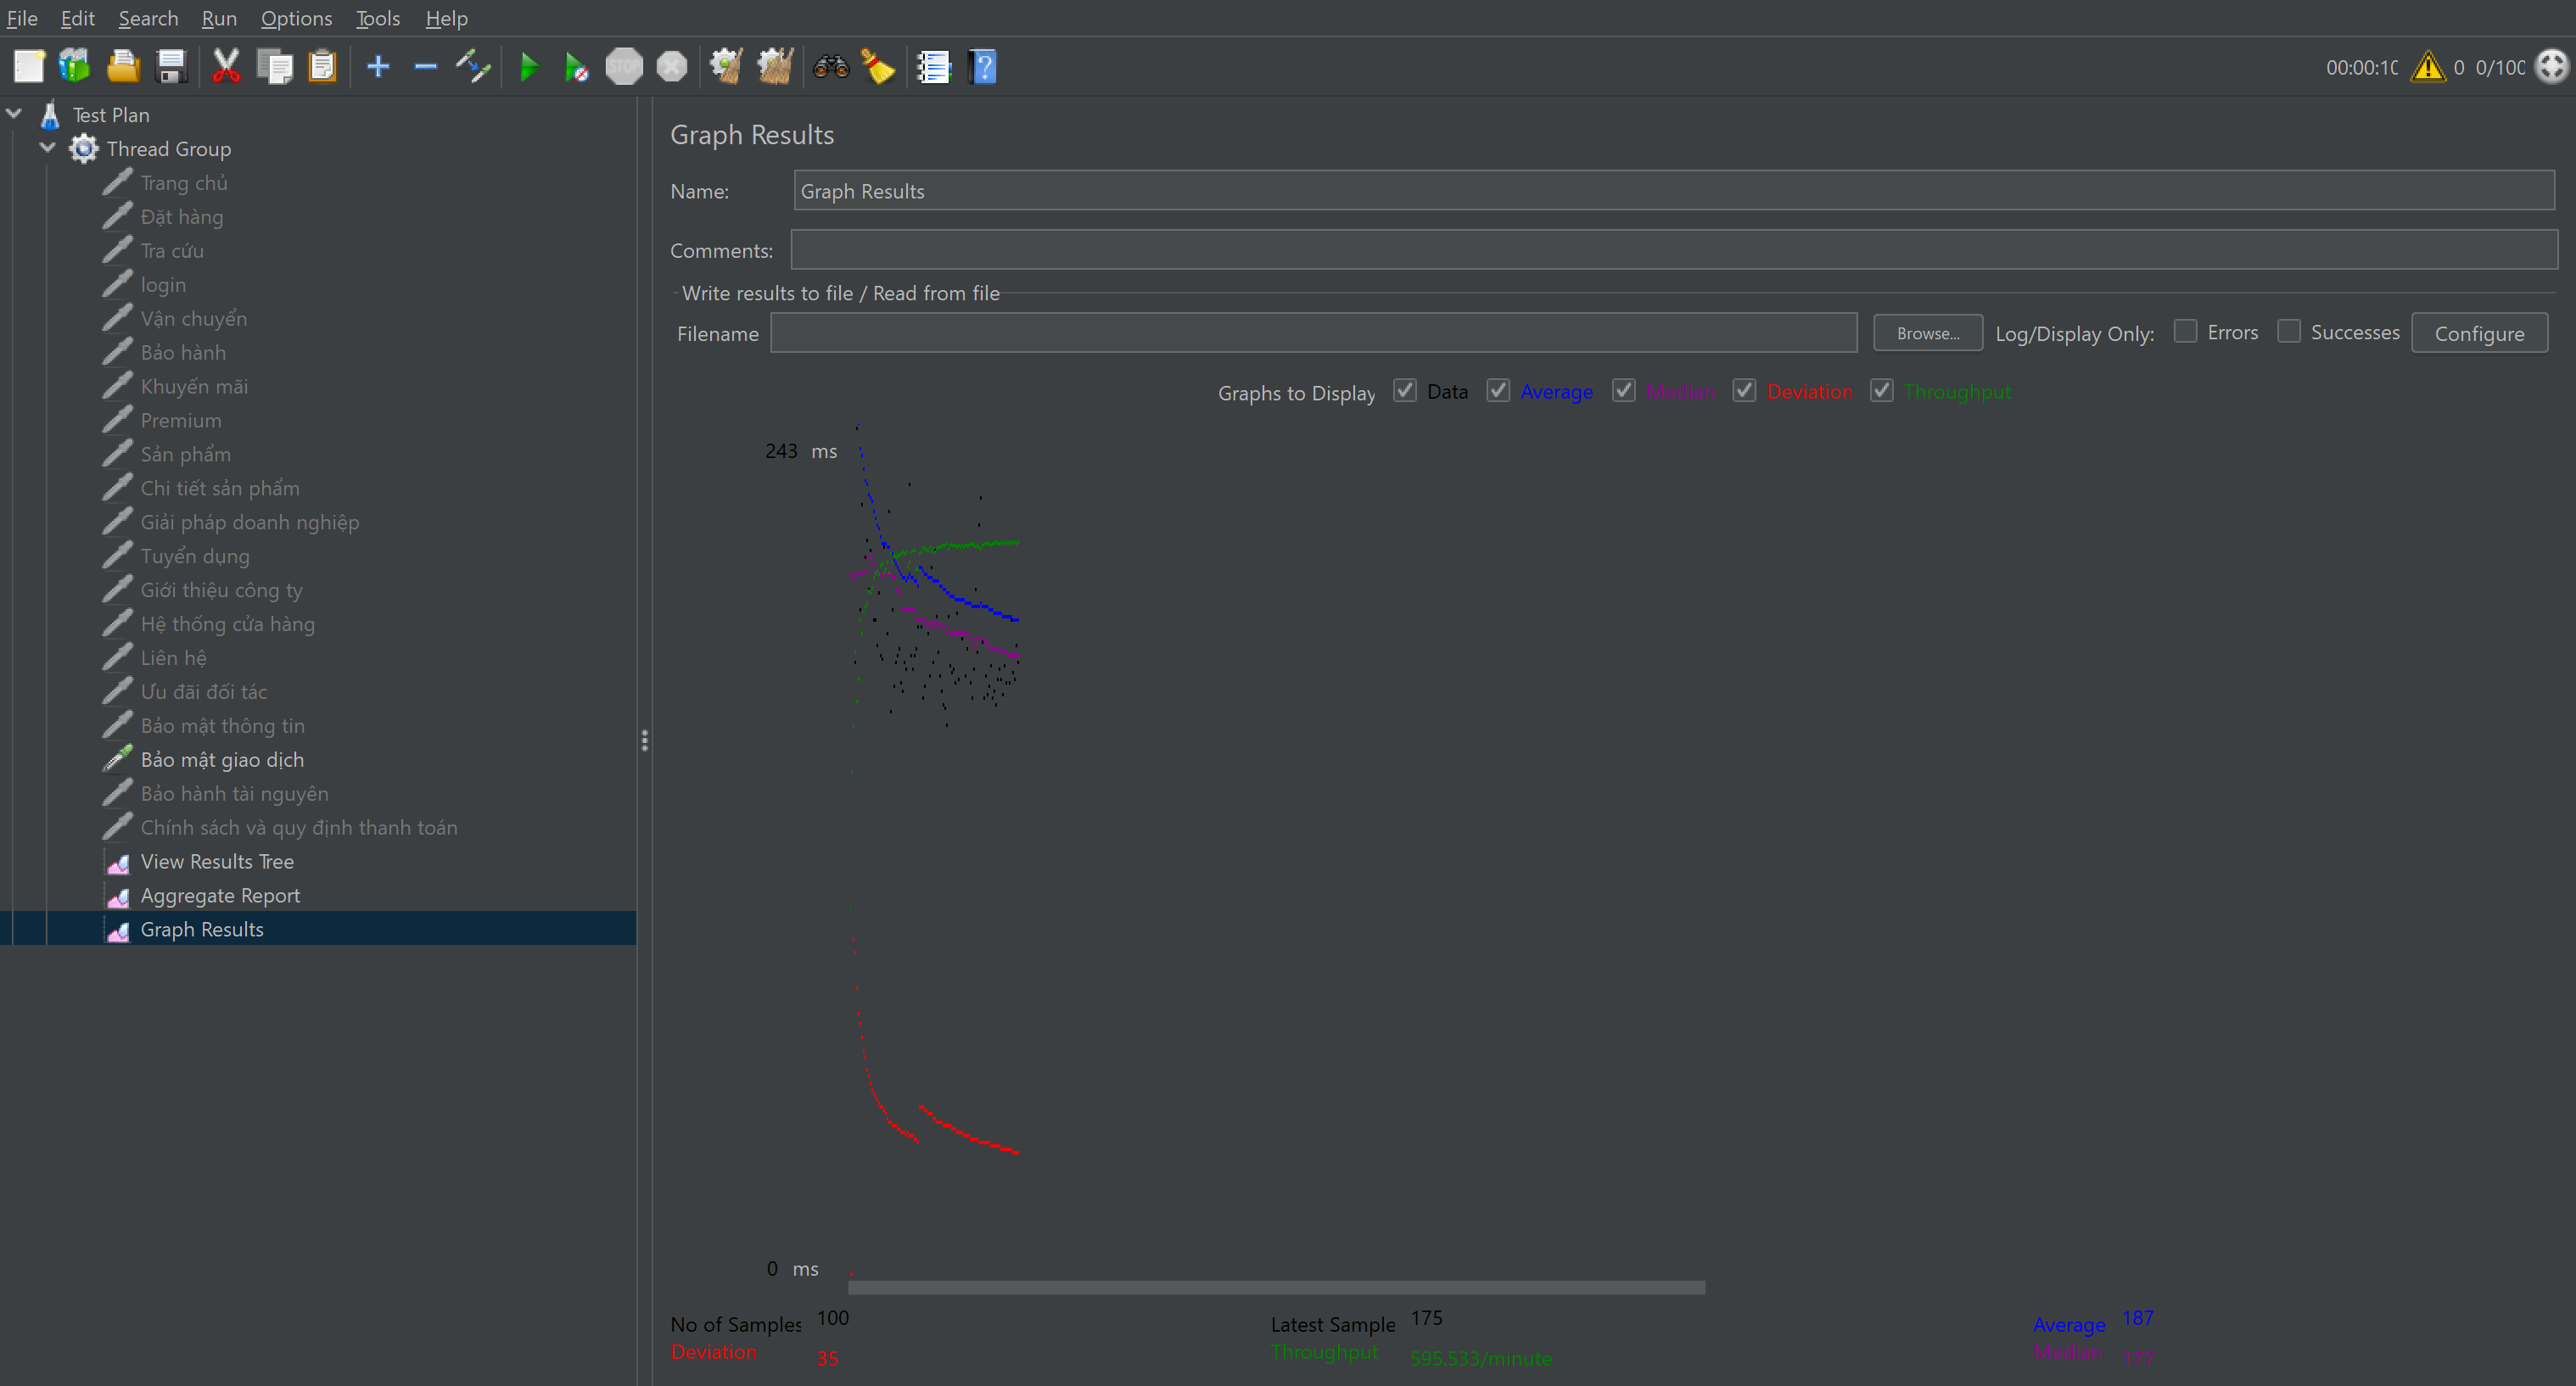 File Edit Search Run Options Tools Help
STOP
00:00:10 0 0/100
Test Plan
Thread Group
Trang chủ
Đặt hàng
Tra cứu
login
Vận chuyển
Bảo hành
Khuyến mãi
Premium
Sản phẩm
Chi tiết sản phẩm
Giải pháp doanh nghiệp
Tuyển dụng
Giới thiệu công ty
Hệ thống cửa hàng
Liên hệ
Ưu đãi đối tác
Bảo mật thông tin
Bảo mật giao dịch
Bảo hành tài nguyên
Chính sách và quy định thanh toán
View Results Tree
Aggregate Report
Graph Results
Graph Results
Name: Graph Results
Comments:
Write results to file / Read from file
Filename Browse... Log/Display Only: Errors Successes Configure
Graphs to Display Data Average Median Deviation Throughput
243 ms
0 ms
No of Samples 100 Latest Sample 175 Average 187
Deviation 35 Throughput 595,533/minute Median 177